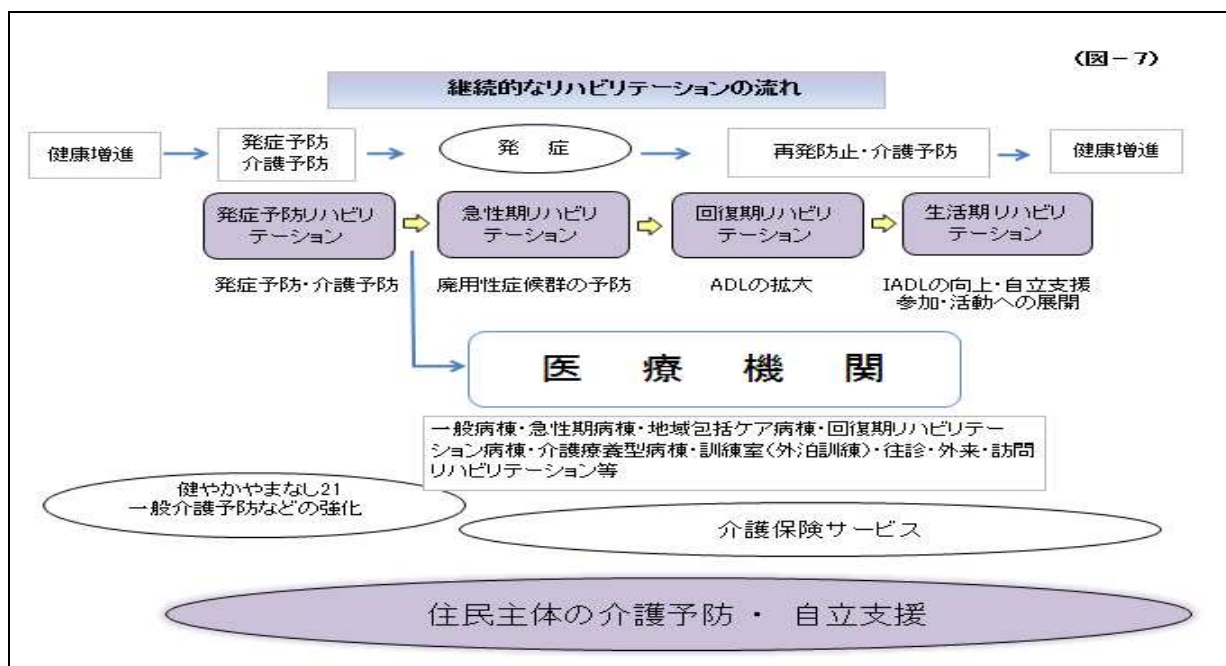 (図-7)
継続的なリハビリテーションの流れ
健康増進
発症予防
介護予防
発 症
再発防止・介護予防
健康増進
発症予防リハビリ
テーション
急性期リハビリ
テーション
回復期リハビリ
テーション
生活期リハビリ
テーション
発症予防・介護予防
廃用性症候群の予防
ADLの拡大
IADLの向上・自立支援
参加・活動への展開
医 療 機 関
一般病棟・急性期病棟・地域包括ケア病棟・回復期リハビリテー
ション病棟・介護療養型病棟・訓練室(外泊訓練)・往診・外来・訪問
リハビリテーション等
健やかやまなし21
一般介護予防などの強化
介護保険サービス
住民主体の介護予防・ 自立支援